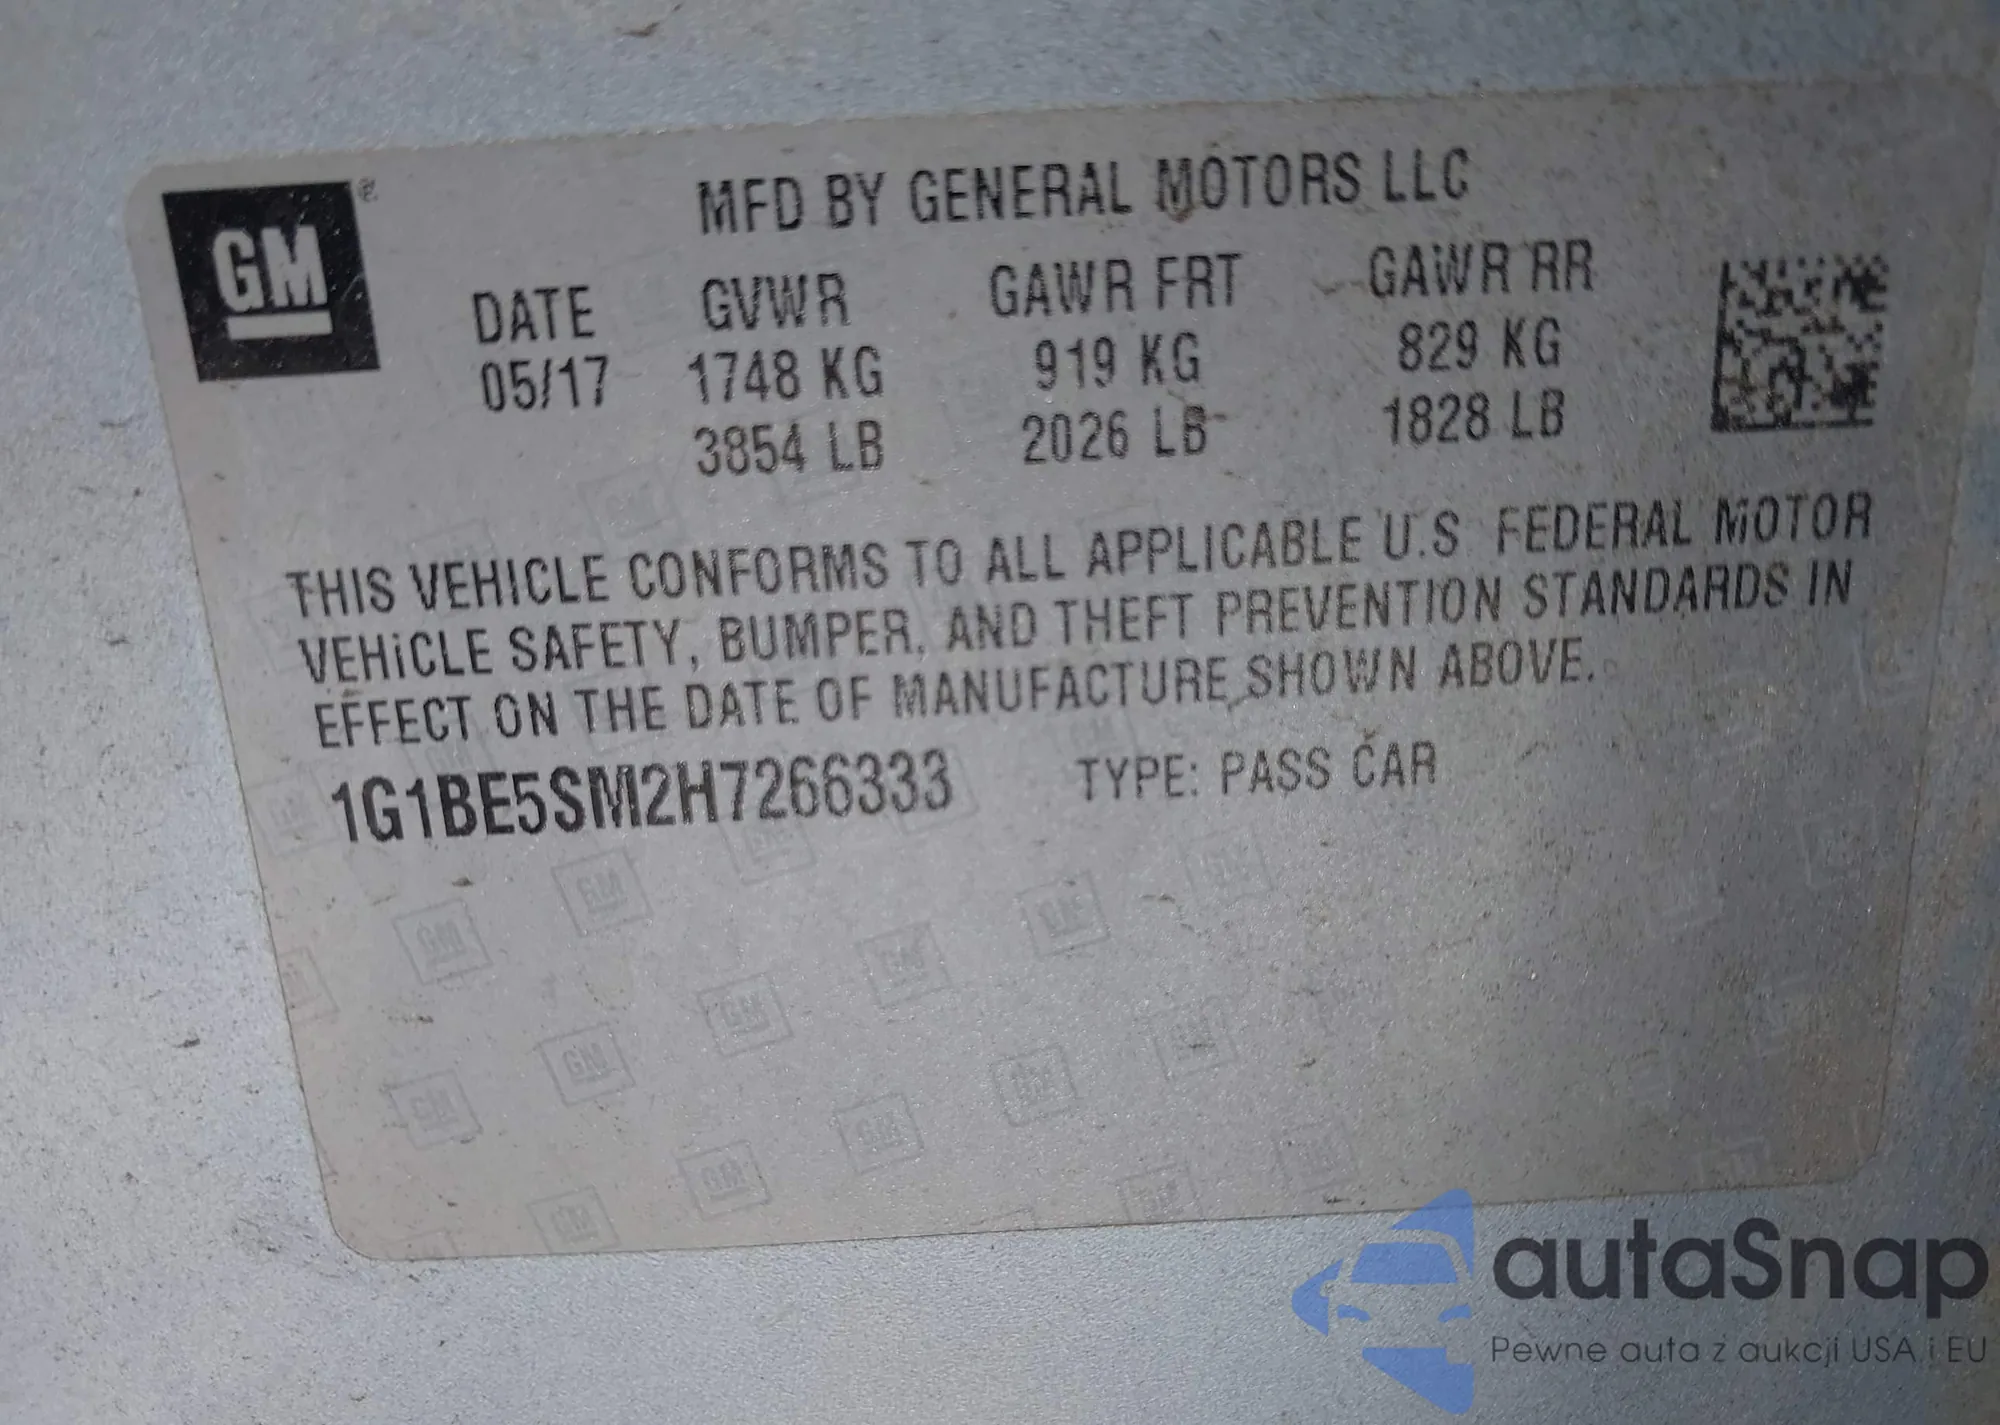 GM ®
MFD BY GENERAL MOTORS LLC
DATE GVWR GAWR FRT GAWR RR
05/17 1748 KG 919 KG 829 KG
3854 LB 2026 LB 1828 LB
THIS VEHICLE CONFORMS TO ALL APPLICABLE U.S. FEDERAL MOTOR
VEHICLE SAFETY, BUMPER, AND THEFT PREVENTION STANDARDS IN
EFFECT ON THE DATE OF MANUFACTURE SHOWN ABOVE.
1G1BE5SM2H7266333 TYPE: PASS CAR
autaSnap
Pewne auta z aukcji USA i EU